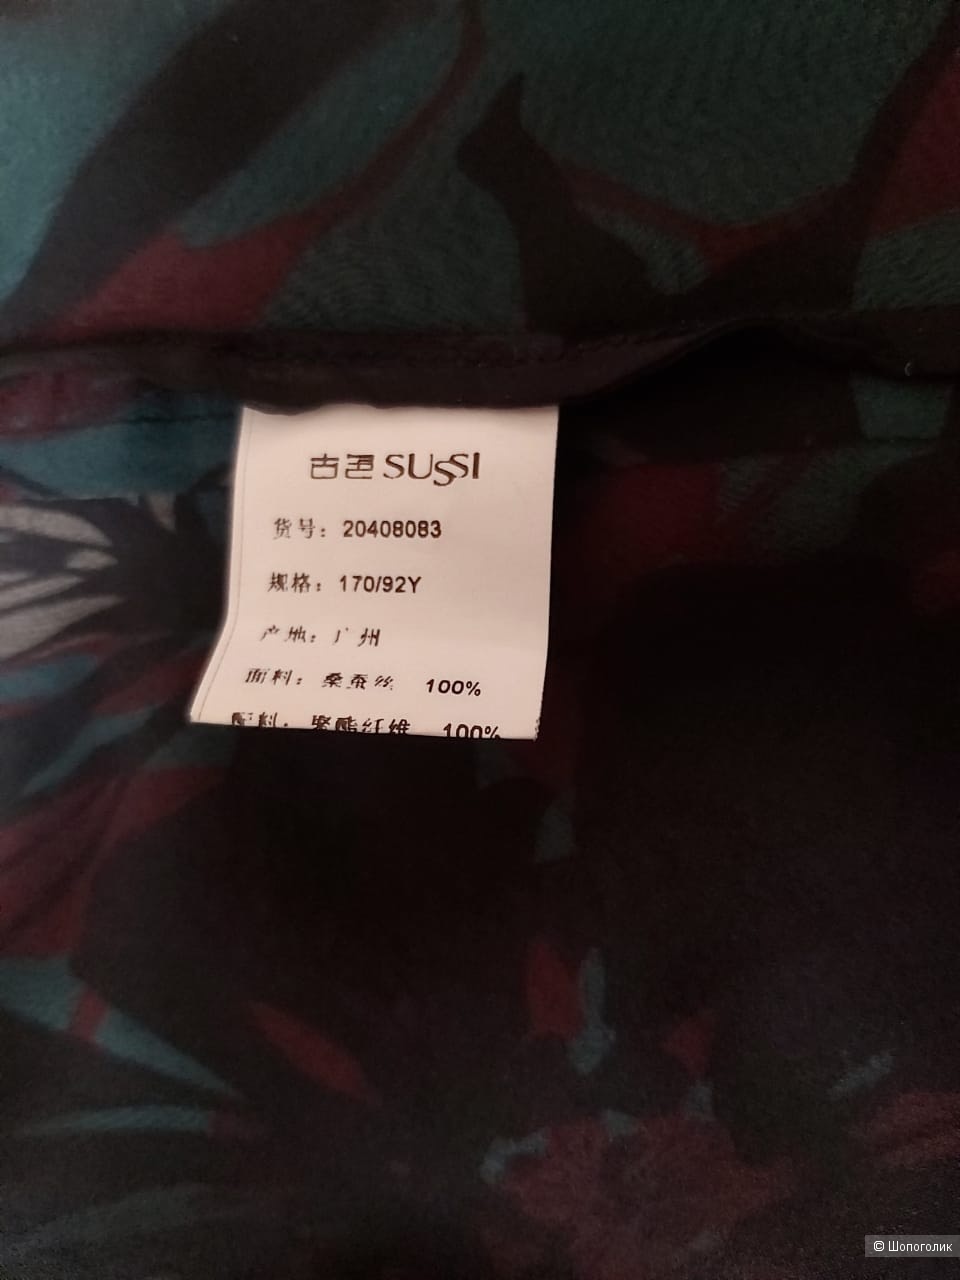 古色 SUSSI
货号：20408083
规格：170/92Y
产地：广州
面料：桑蚕丝 100%
配料：聚酯纤维 100%
© Шопоголик